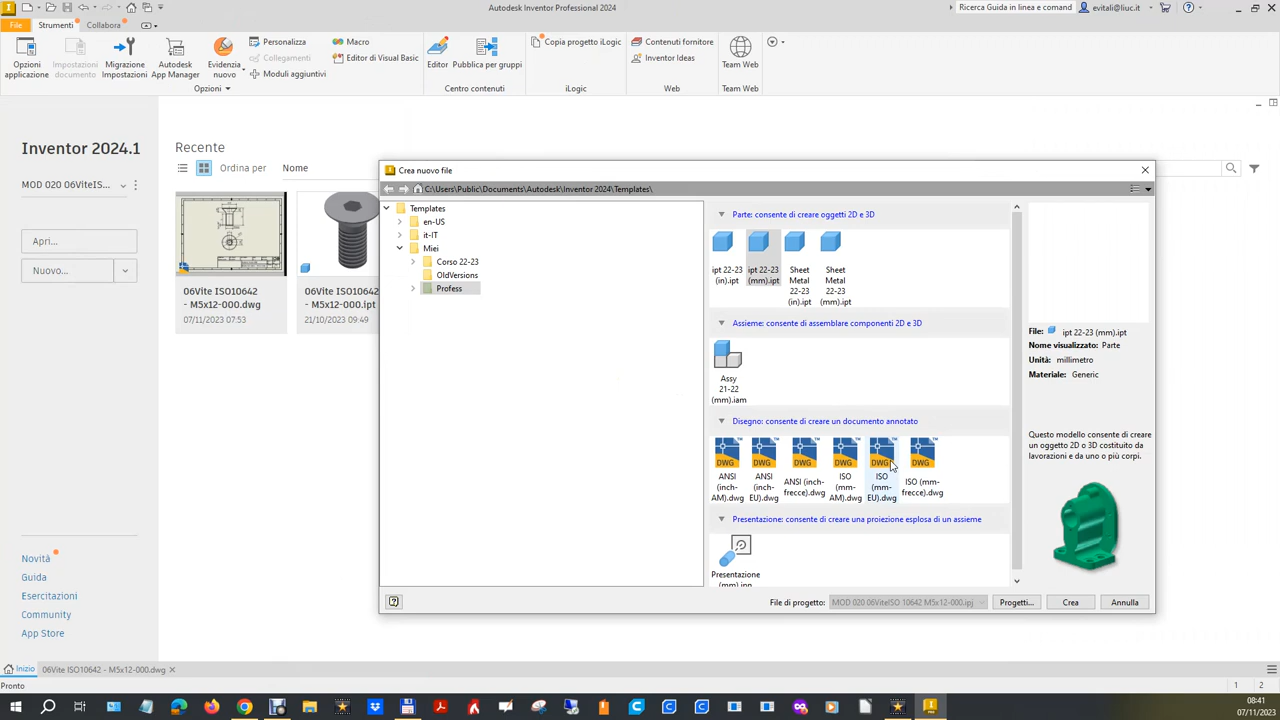 Autodesk Inventor Professional 2024
Ricerca Guida in linea e comand
evitali@liuc.it
File
Strumenti
Collabora
Opzioni applicazione
Impostazioni documento
Migrazione Impostazioni
Autodesk App Manager
Evidenzia nuovo
Personalizza
Collegamenti
Moduli aggiuntivi
Macro
Editor di Visual Basic
Editor
Pubblica per gruppi
Copia progetto iLogic
Contenuti fornitore
Inventor Ideas
Team Web
Opzioni
Centro contenuti
iLogic
Web
Team Web
Inventor 2024.1
MOD 020 06ViteIS...
Apri...
Nuovo...
Recente
Ordina per
Nome
06Vite ISO10642
- M5x12-000.dwg
07/11/2023 07:53
06Vite ISO10642
- M5x12-000.ipt
21/10/2023 09:49
Crea nuovo file
C:\Users\Public\Documents\Autodesk\Inventor 2024\Templates\
Templates
en-US
it-IT
Miei
Corso 22-23
OldVersions
Profess
Parte: consente di creare oggetti 2D e 3D
ipt 22-23 (in).ipt
ipt 22-23 (mm).ipt
Sheet Metal 22-23 (in).ipt
Sheet Metal 22-23 (mm).ipt
Assieme: consente di assemblare componenti 2D e 3D
Assy 21-22 (mm).iam
Disegno: consente di creare un documento annotato
DWG
DWG
DWG
DWG
DWG
DWG
ANSI (inch-AM).dwg
ANSI (inch-EU).dwg
ANSI (inch-frecce).dwg
ISO (mm-AM).dwg
ISO (mm-EU).dwg
ISO (mm-frecce).dwg
Presentazione: consente di creare una proiezione esplosa di un assieme
Presentazione (mm).ipn
File: ipt 22-23 (mm).ipt
Nome visualizzato: Parte
Unità: millimetro
Materiale: Generic
Questo modello consente di creare
un oggetto 2D o 3D costituito da
lavorazioni e da uno o più corpi.
File di progetto:
MOD 020 06ViteISO 10642 M5x12-000.ipj
Progetti...
Crea
Annulla
Novità
Guida
Esercitazioni
Community
App Store
Inizio
06Vite ISO10642 - M5x12-000.dwg
Pronto
1
2
08:41
07/11/2023